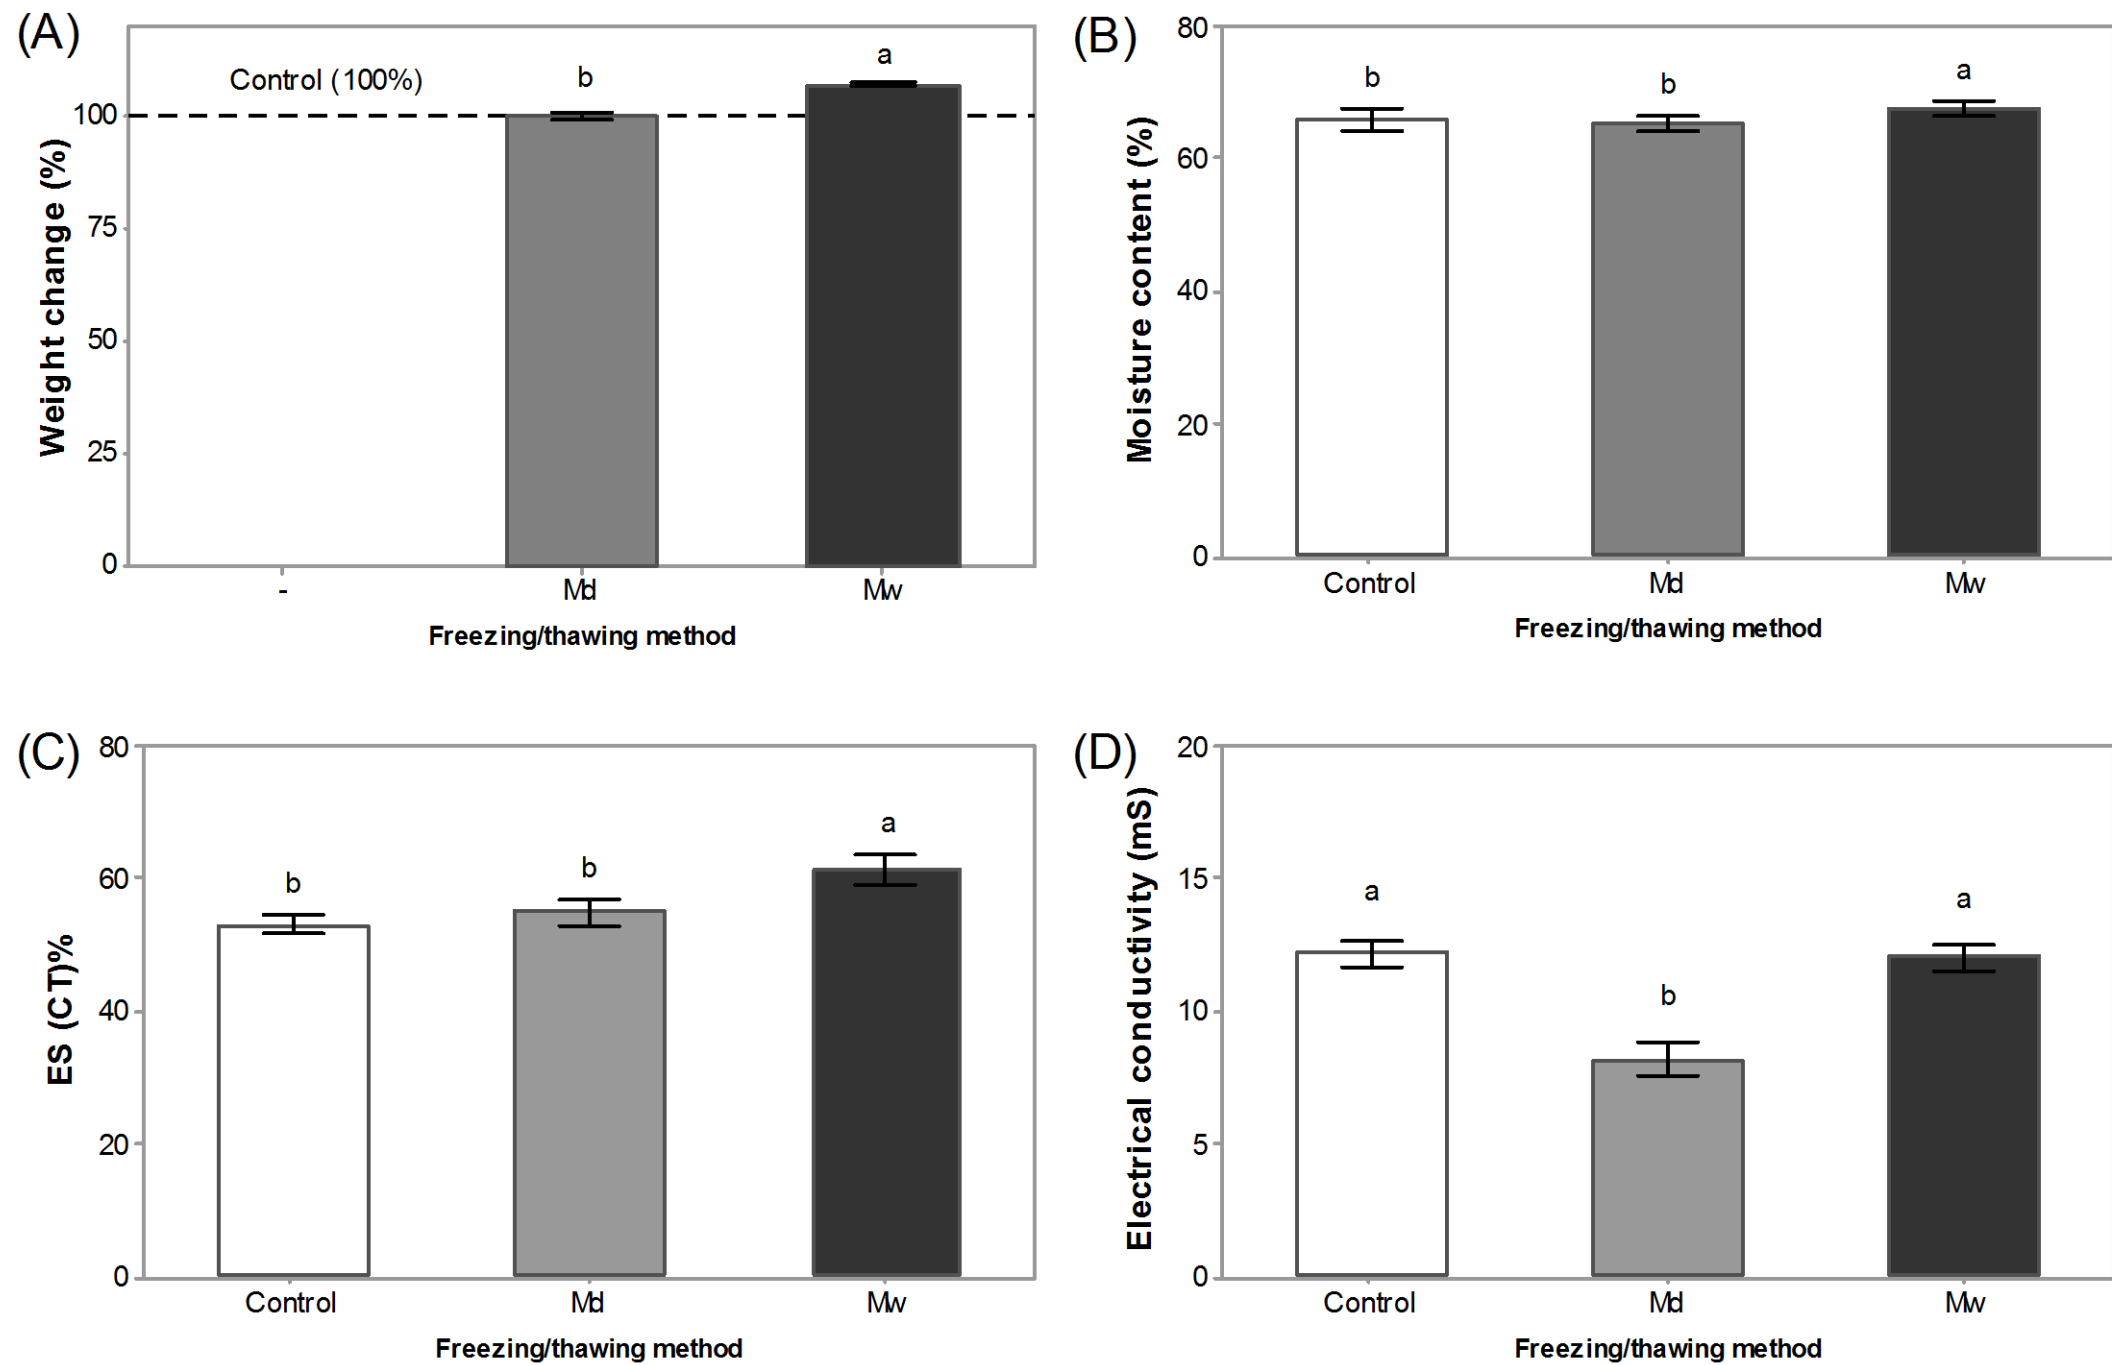 (A)
Weight change (%)
100
75
50
25
0
Control (100%)
b
a
-
Md
Mw
Freezing/thawing method
(B)
Moisture content (%)
80
60
40
20
0
b
b
a
Control
Md
Mw
Freezing/thawing method
(C)
ES (CT)%
80
60
40
20
0
b
b
a
Control
Md
Mw
Freezing/thawing method
(D)
Electrical conductivity (mS)
20
15
10
5
0
a
b
a
Control
Md
Mw
Freezing/thawing method